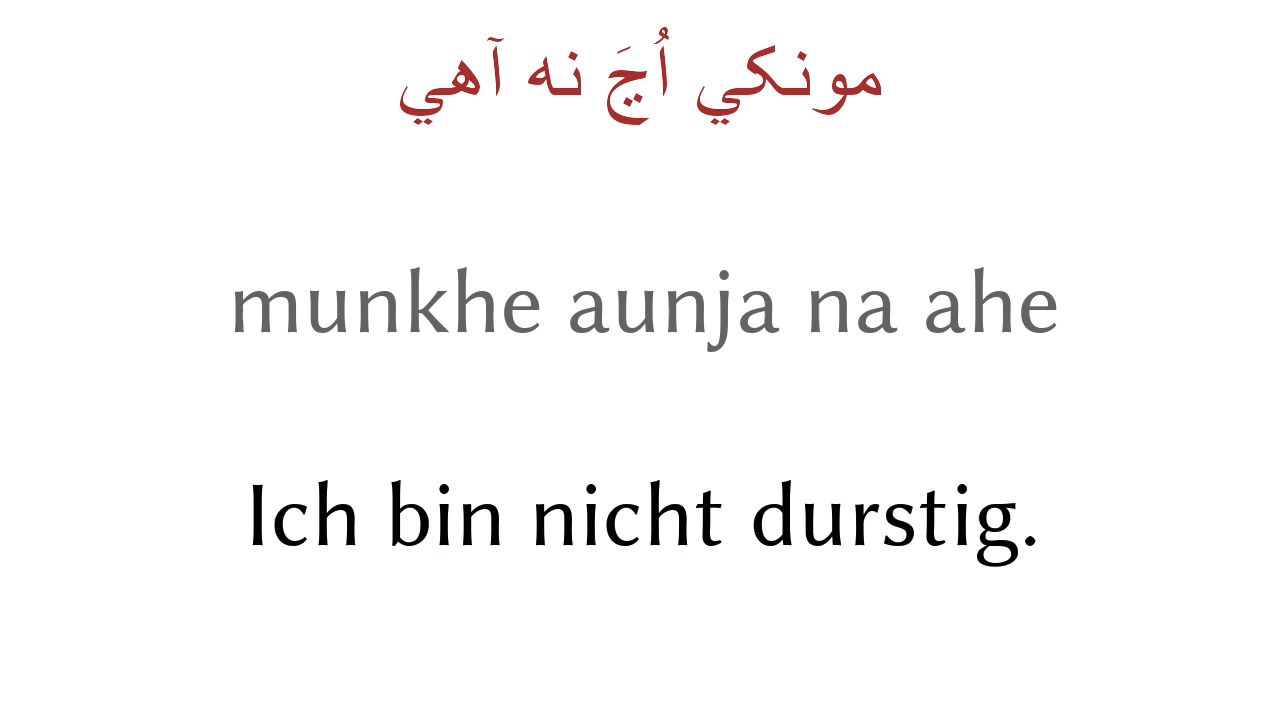 مونکي اُڃَ نه آهي
munkhe aunja na ahe
Ich bin nicht durstig.